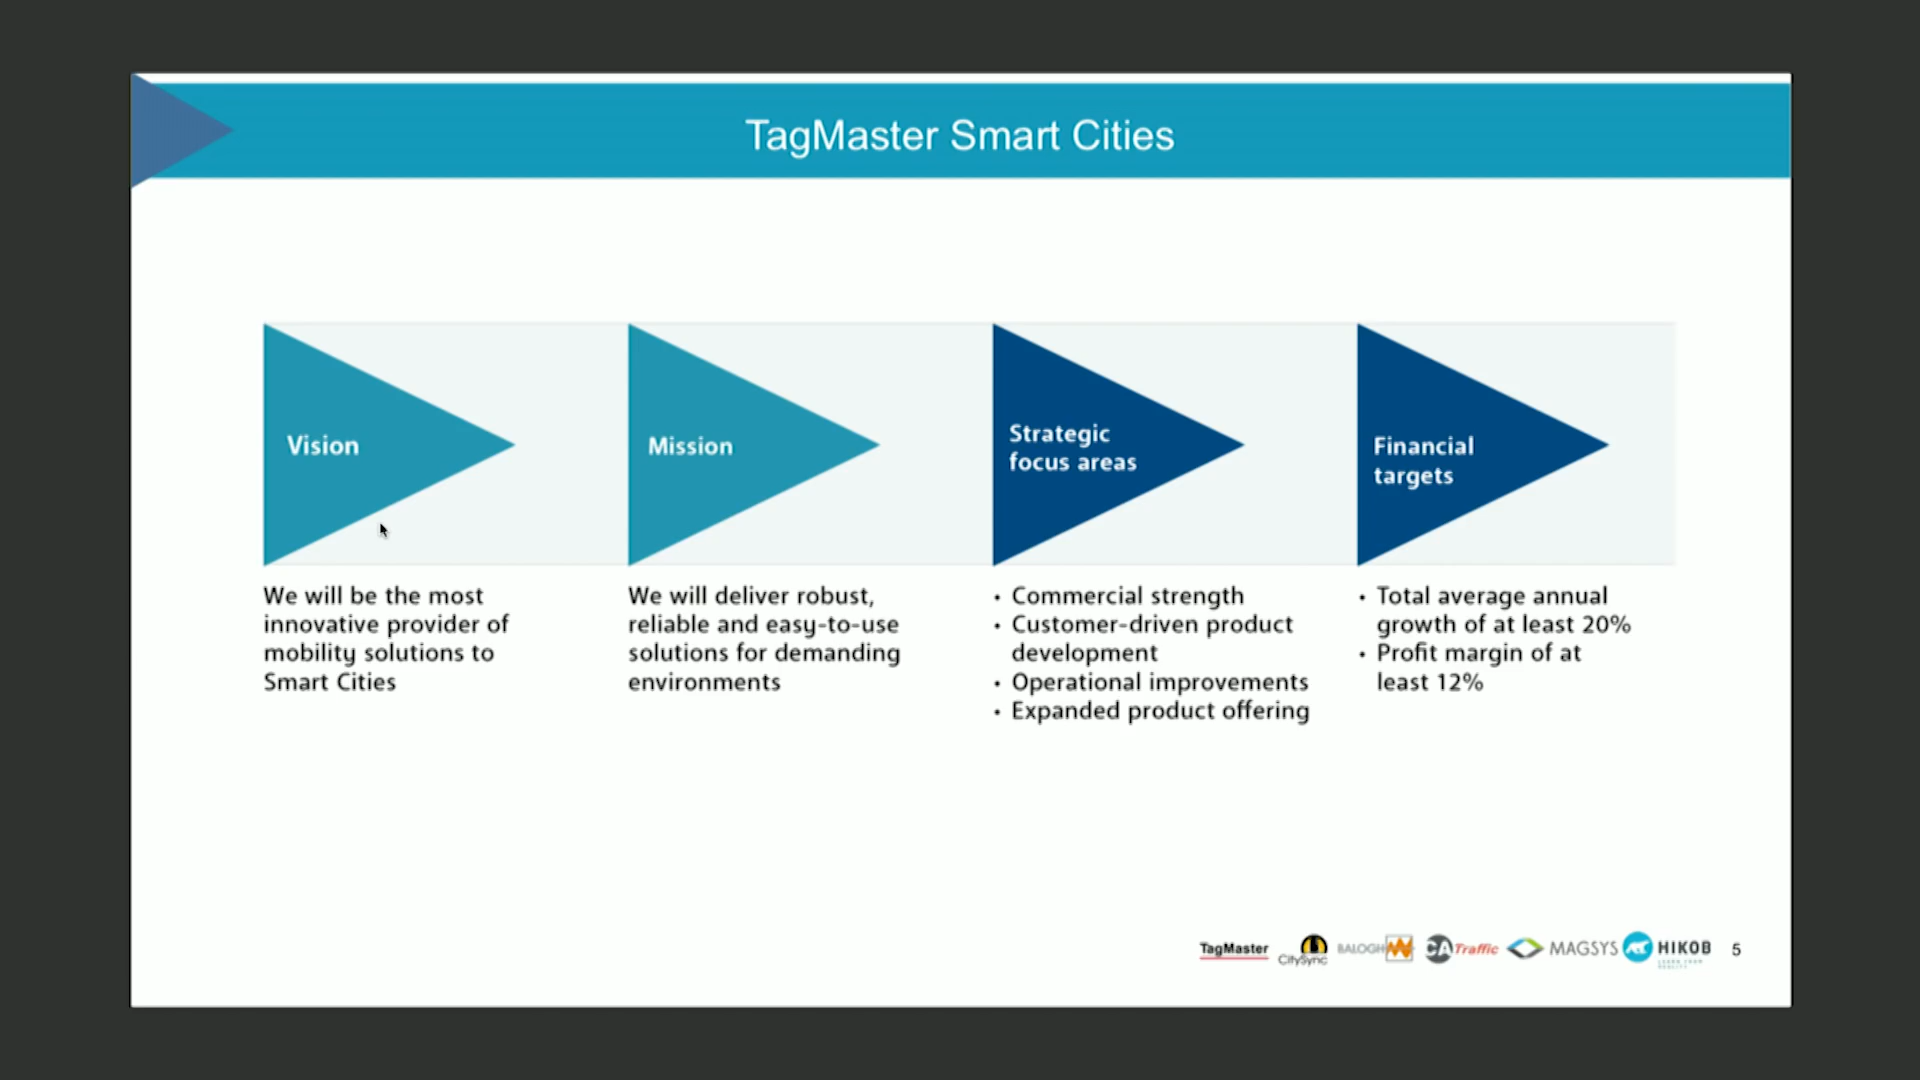 TagMaster Smart Cities
Vision
We will be the most
innovative provider of
mobility solutions to
Smart Cities
Mission
We will deliver robust,
reliable and easy-to-use
solutions for demanding
environments
Strategic
focus areas
• Commercial strength
• Customer-driven product
development
• Operational improvements
• Expanded product offering
Financial
targets
• Total average annual
growth of at least 20%
• Profit margin of at
least 12%
TagMaster
CitySync
BALOGH
CA Traffic
MAGSYS
HIKOB
5